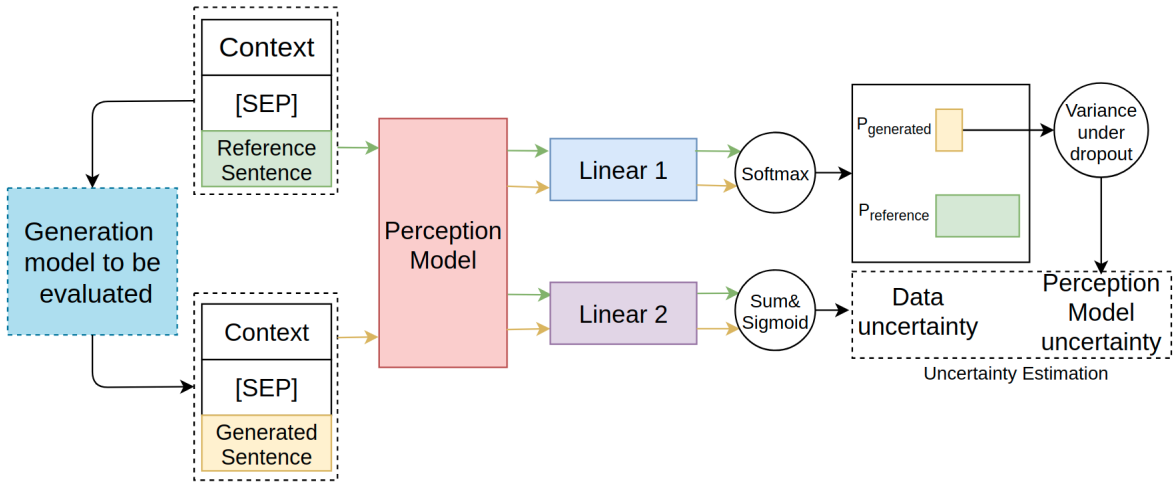 Context
[SEP]
Reference
Sentence
Generation
model to be
evaluated
Context
[SEP]
Generated
Sentence
Perception
Model
Linear 1
Linear 2
Softmax
Sum&
Sigmoid
Pgenerated
Preference
Variance
under
dropout
Data
uncertainty
Perception
Model
uncertainty
Uncertainty Estimation